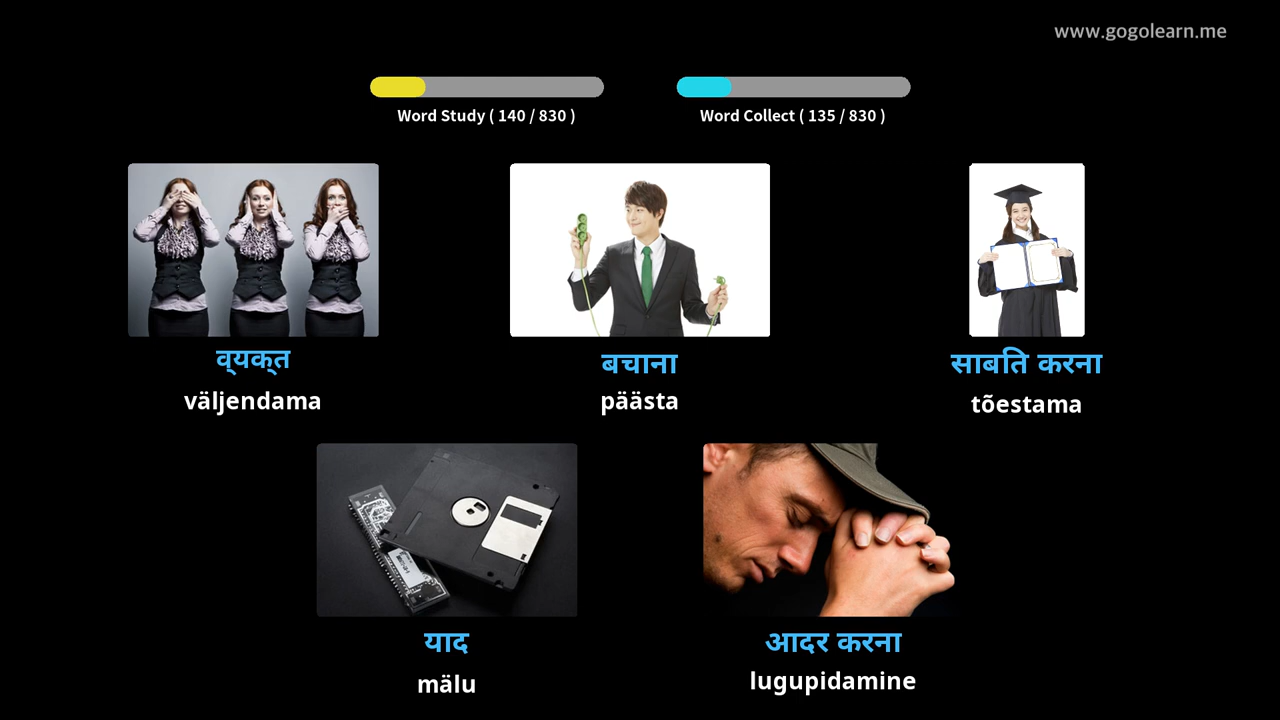 www.gogolearn.me
Word Study ( 140 / 830 )
Word Collect ( 135 / 830 )
व्यक्त
väljendama
बचाना
päästa
साबति करना
tõestama
याद
mälu
आदर करना
lugupidamine